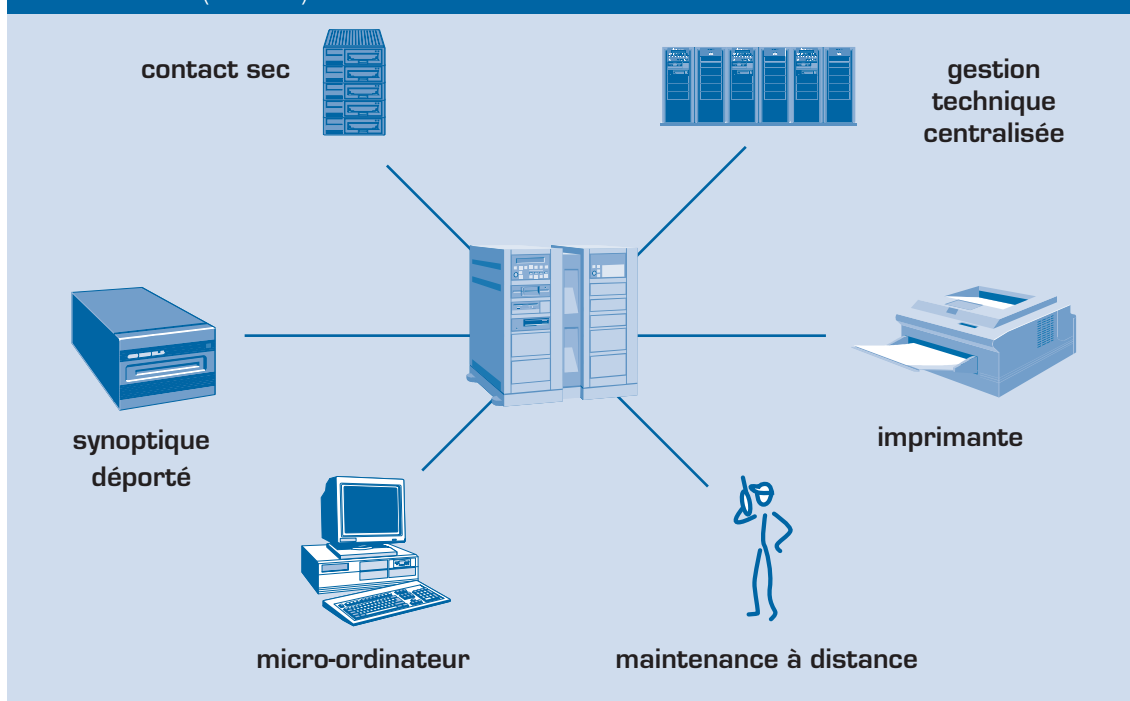 contact sec
gestion
technique
centralisée
synoptique
déporté
imprimante
micro-ordinateur
maintenance à distance